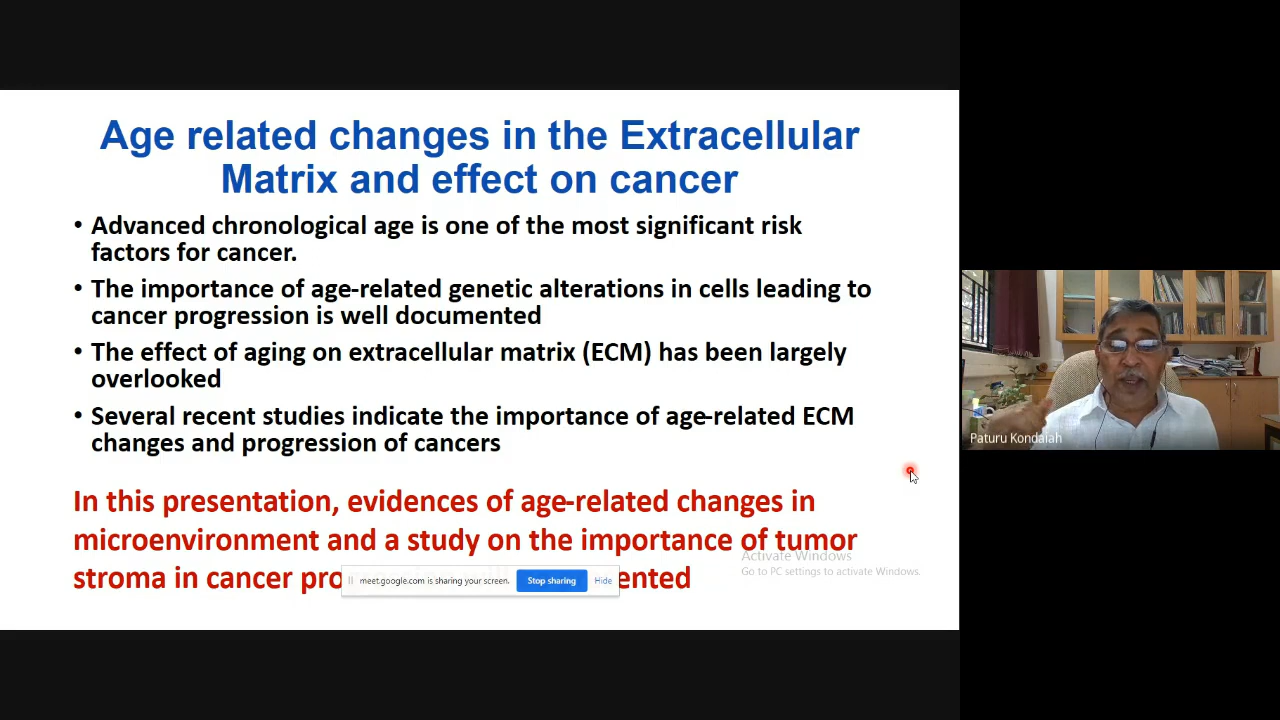 Age related changes in the Extracellular
Matrix and effect on cancer
• Advanced chronological age is one of the most significant risk
factors for cancer.
• The importance of age-related genetic alterations in cells leading to
cancer progression is well documented
• The effect of aging on extracellular matrix (ECM) has been largely
overlooked
• Several recent studies indicate the importance of age-related ECM
changes and progression of cancers
In this presentation, evidences of age-related changes in
microenvironment and a study on the importance of tumor
stroma in cancer
meet.google.com is sharing your screen. Stop sharing Hide
Activate Windows
Go to PC settings to activate Windows.
Paturu Kondaiah